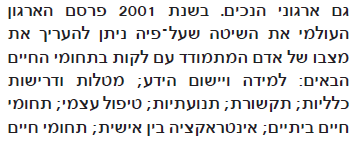 גם ארגוני הנכים. בשנת 2001 פרסם הארגון
העולמי את השיטה שעל־פיה ניתן להעריך את
מצבו של אדם המתמודד עם לקות בתחומי החיים
הבאים: למידה ויישום הידע; מטלות ודרישות
כלליות; תקשורת; תנועתיות; טיפול עצמי; תחומי
חיים ביתיים; אינטראקציה בין אישית; תחומי חיים